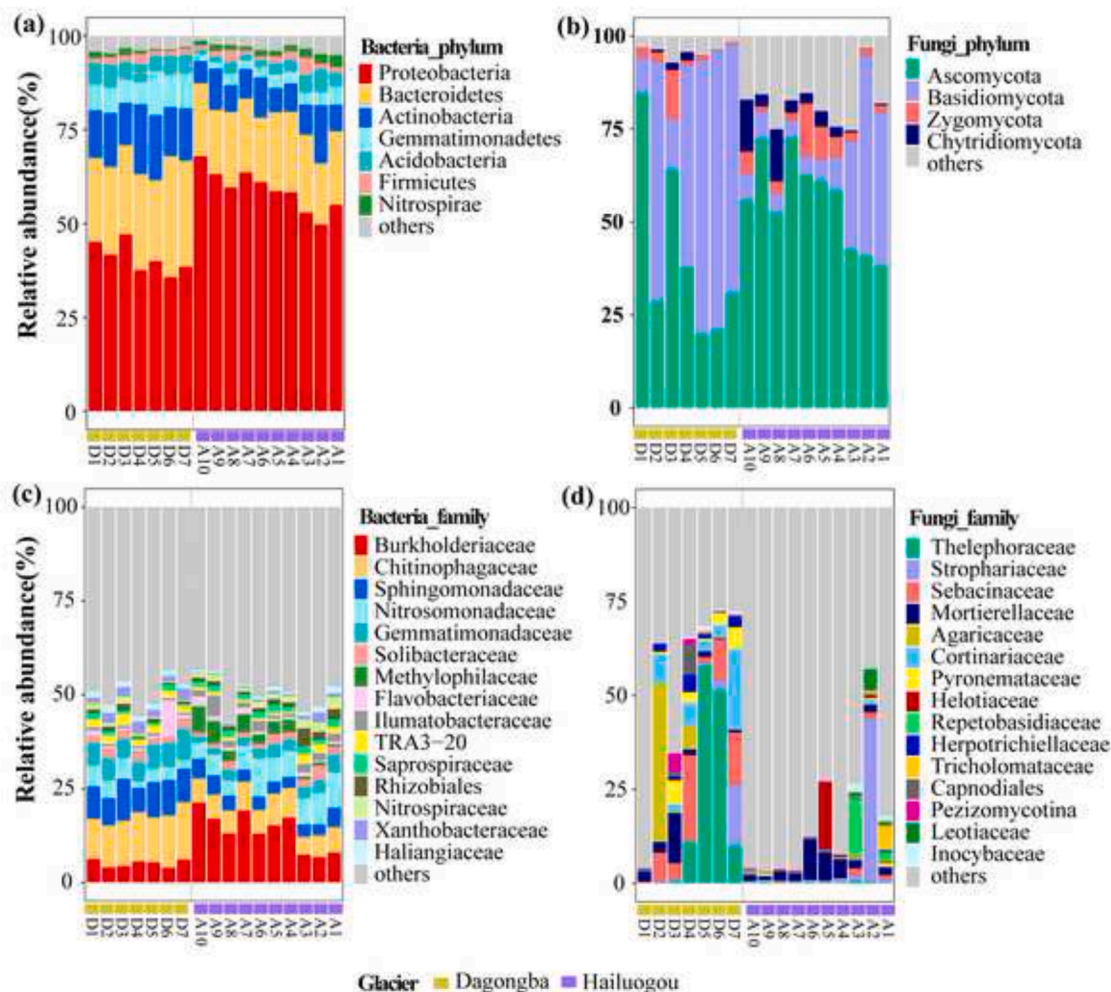 (a)
Relative abundance(%)
100
75
50
25
0
D1 D2 D3 D4 D5 D6 D7 A10 A9 A8 A7 A6 A5 A4 A3 A2 A1
Bacteria_phylum
Proteobacteria
Bacteroidetes
Actinobacteria
Gemmatimonadetes
Acidobacteria
Firmicutes
Nitrospirae
others
(b)
100
75
50
25
0
D1 D2 D3 D4 D5 D6 D7 A10 A9 A8 A7 A6 A5 A4 A3 A2 A1
Fungi_phylum
Ascomycota
Basidiomycota
Zygomycota
Chytridiomycota
others
(c)
Relative abundance(%)
100
75
50
25
0
D1 D2 D3 D4 D5 D6 D7 A10 A9 A8 A7 A6 A5 A4 A3 A2 A1
Bacteria_family
Burkholderiaceae
Chitinophagaceae
Sphingomonadaceae
Nitrosomonadaceae
Gemmatimonadaceae
Solibacteraceae
Methylophilaceae
Flavobacteriaceae
Ilumatobacteraceae
TRA3−20
Saprospiraceae
Rhizobiales
Nitrospiraceae
Xanthobacteraceae
Haliangiaceae
others
(d)
100
75
50
25
0
D1 D2 D3 D4 D5 D6 D7 A10 A9 A8 A7 A6 A5 A4 A3 A2 A1
Fungi_family
Thelephoraceae
Strophariaceae
Sebacinaceae
Mortierellaceae
Agaricaceae
Cortinariaceae
Pyronemataceae
Helotiaceae
Repetobasidiaceae
Herpotrichiellaceae
Tricholomataceae
Capnodiales
Pezizomycotina
Leotiaceae
Inocybaceae
others
Glacier Dagongba Hailuogou